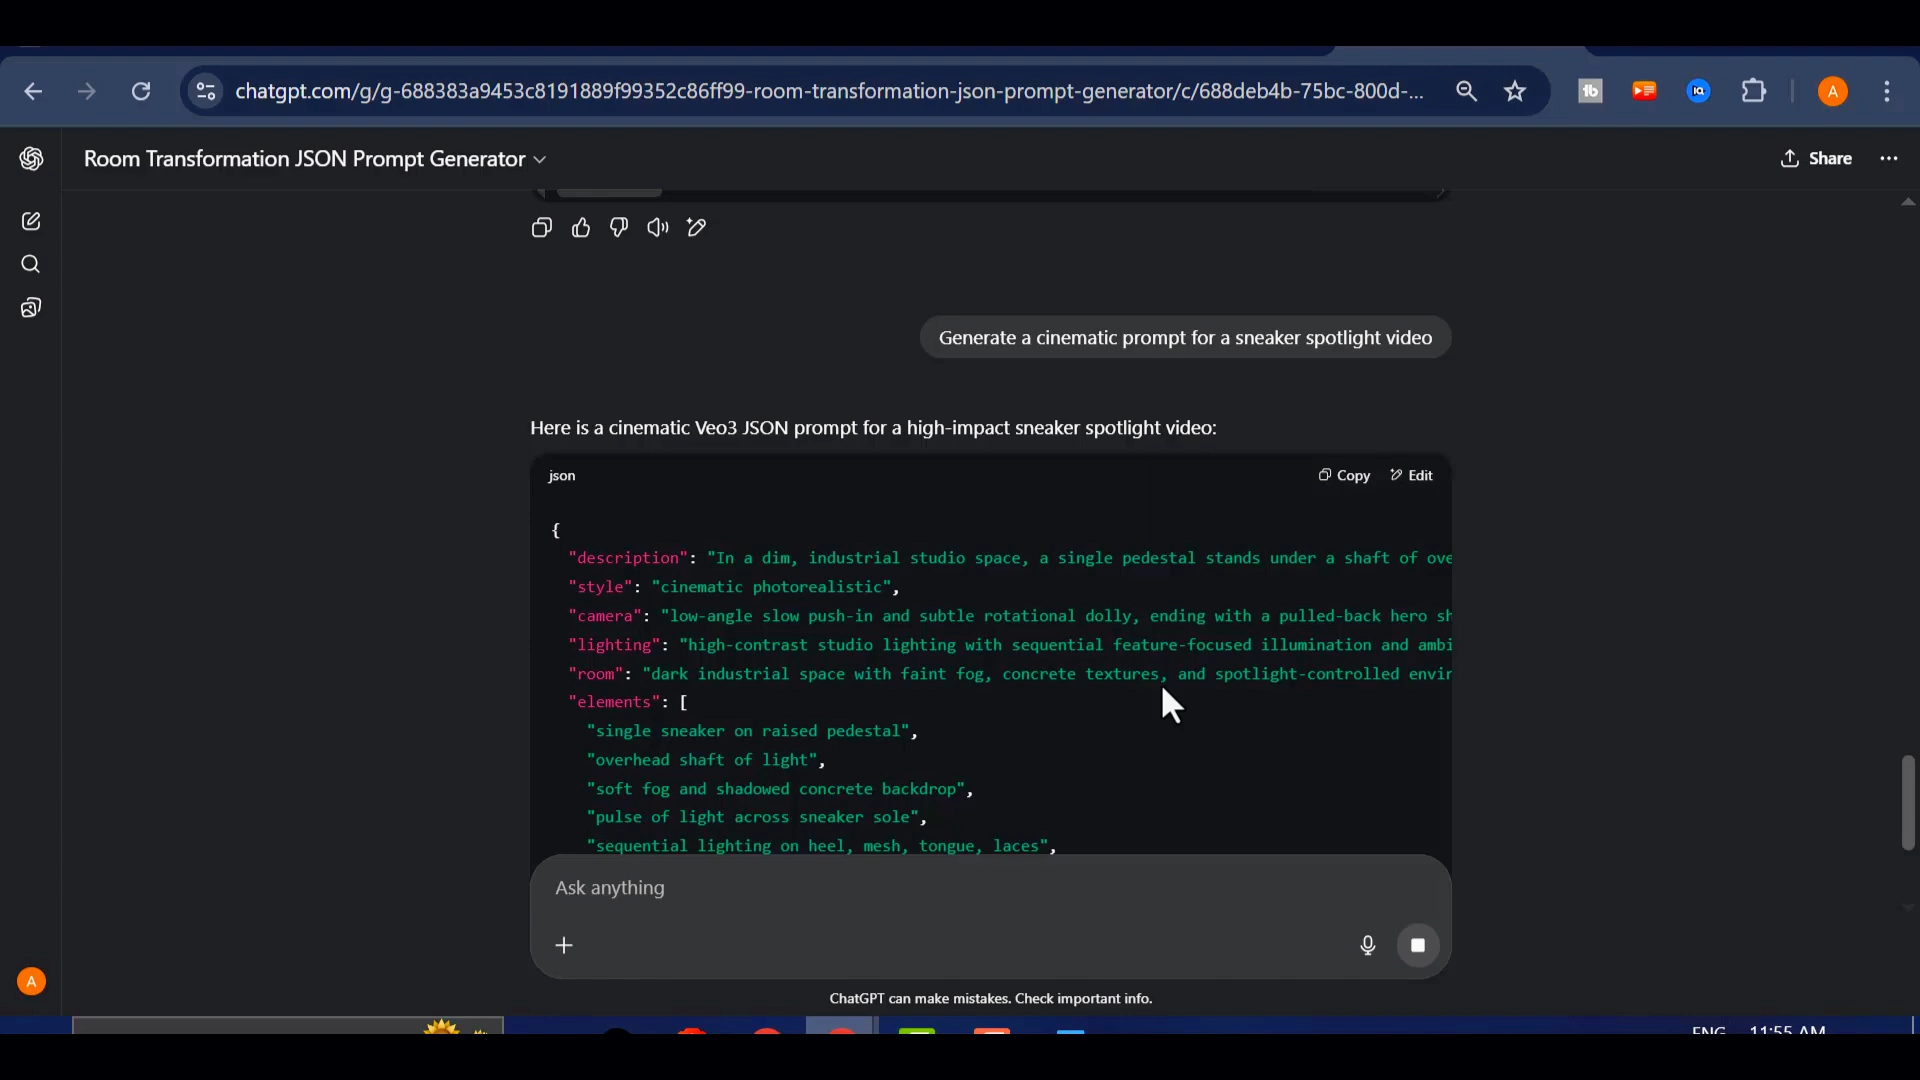 chatgpt.com/g/g-688383a9453c8191889f99352c86ff99-room-transformation-json-prompt-generator/c/688deb4b-75bc-800d-...
tb
IQ
A
Room Transformation JSON Prompt Generator
Share
Generate a cinematic prompt for a sneaker spotlight video
Here is a cinematic Veo3 JSON prompt for a high-impact sneaker spotlight video:
json
Copy
Edit
{
"description": "In a dim, industrial studio space, a single pedestal stands under a shaft of ove
"style": "cinematic photorealistic",
"camera": "low-angle slow push-in and subtle rotational dolly, ending with a pulled-back hero sh
"lighting": "high-contrast studio lighting with sequential feature-focused illumination and ambi
"room": "dark industrial space with faint fog, concrete textures, and spotlight-controlled envir
"elements": [
"single sneaker on raised pedestal",
"overhead shaft of light",
"soft fog and shadowed concrete backdrop",
"pulse of light across sneaker sole",
"sequential lighting on heel, mesh, tongue, laces",
Ask anything
A
ChatGPT can make mistakes. Check important info.
ENG
11:55 AM